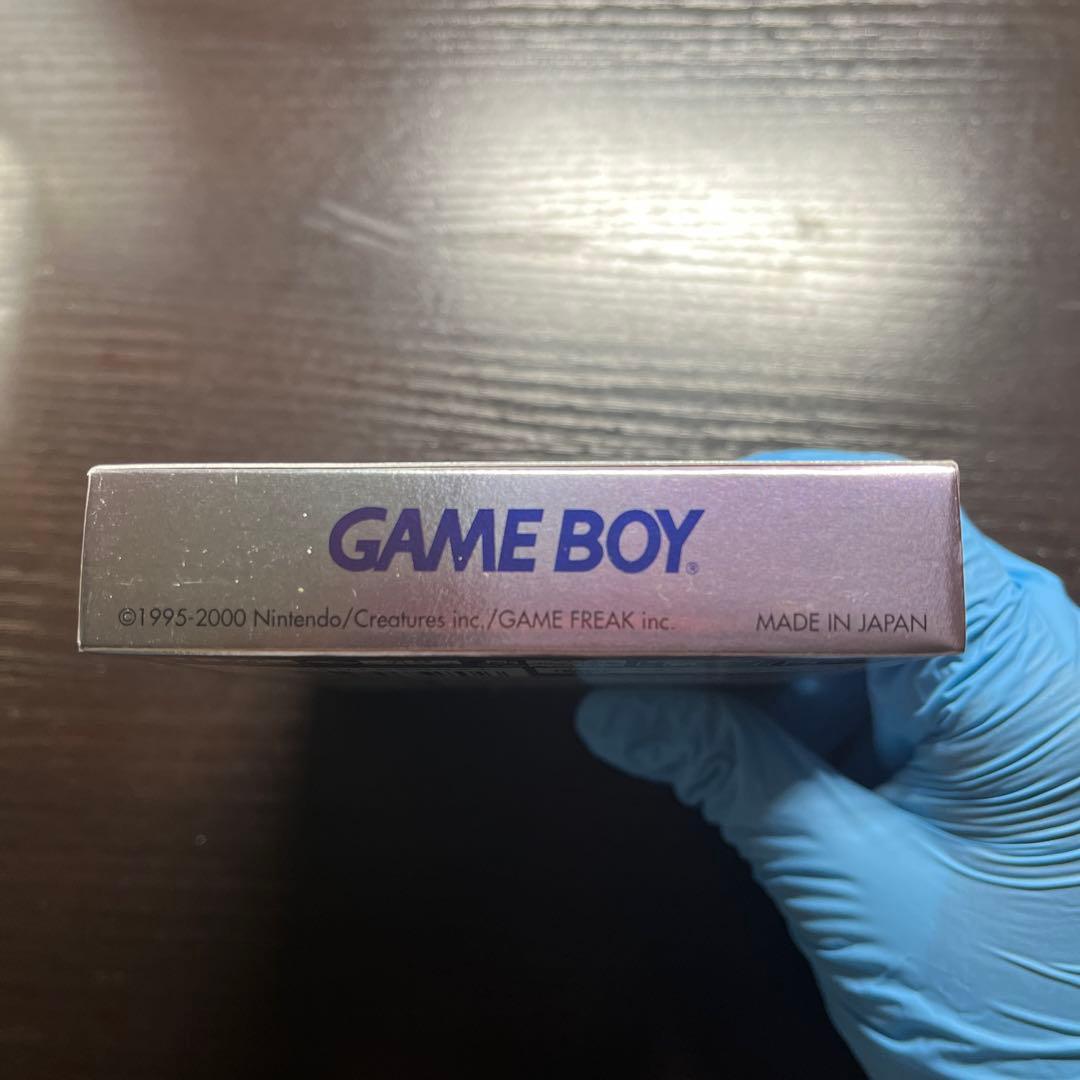 GAME BOY®
©1995-2000 Nintendo/Creatures inc./GAME FREAK inc. MADE IN JAPAN